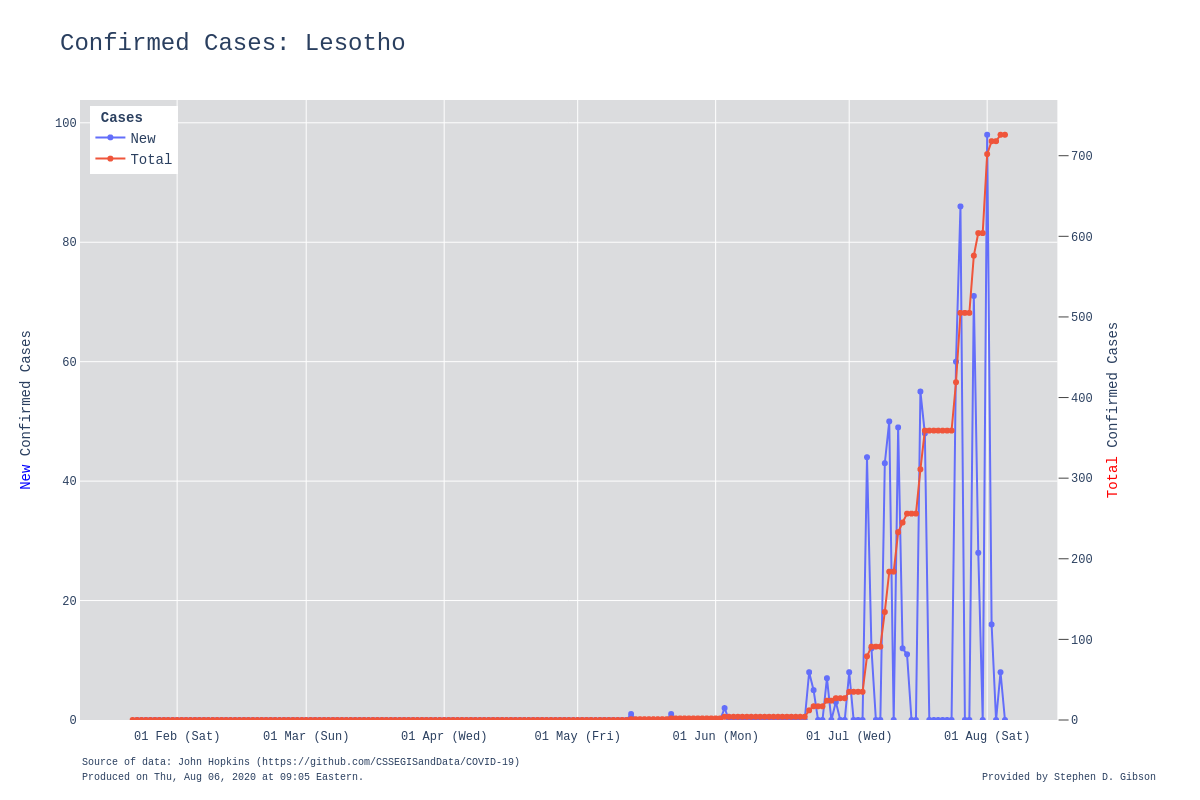 Confirmed Cases: Lesotho
Cases
New
Total
100
80
60
40
20
0
700
600
500
400
300
200
100
0
New Confirmed Cases
Total Confirmed Cases
01 Feb (Sat) 01 Mar (Sun) 01 Apr (Wed) 01 May (Fri) 01 Jun (Mon) 01 Jul (Wed) 01 Aug (Sat)
Source of data: John Hopkins (https://github.com/CSSEGISandData/COVID-19)
Produced on Thu, Aug 06, 2020 at 09:05 Eastern.
Provided by Stephen D. Gibson